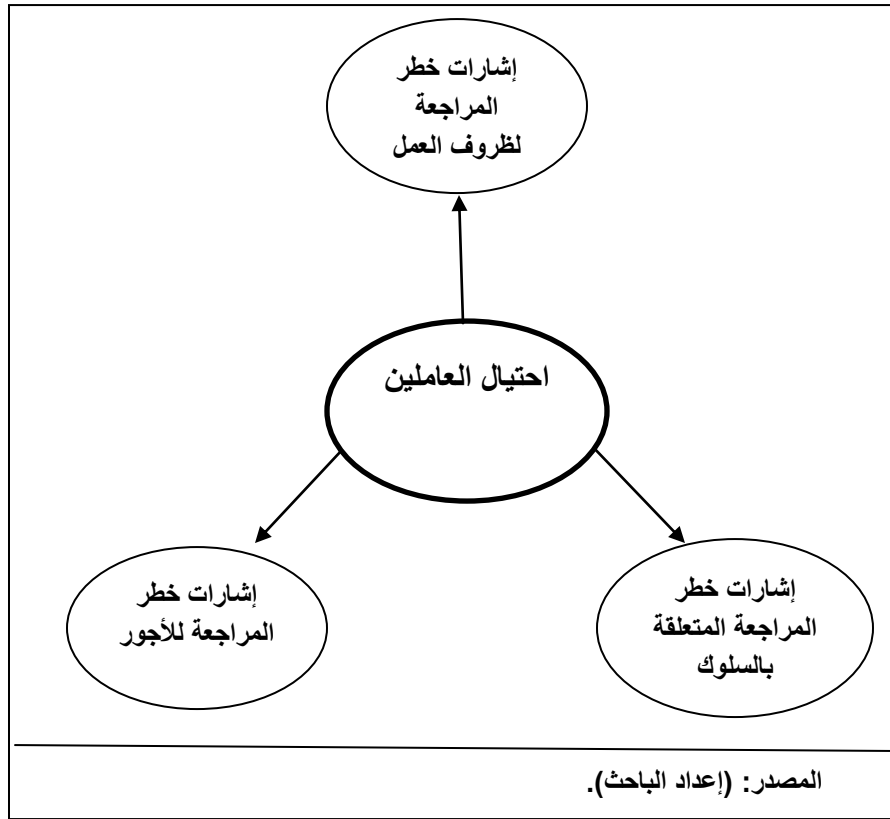 إشارات خطر
المراجعة
لظروف العمل
احتيال العاملين
إشارات خطر
المراجعة المتعلقة
بالسلوك
إشارات خطر
المراجعة للأجور
المصدر: (إعداد الباحث).